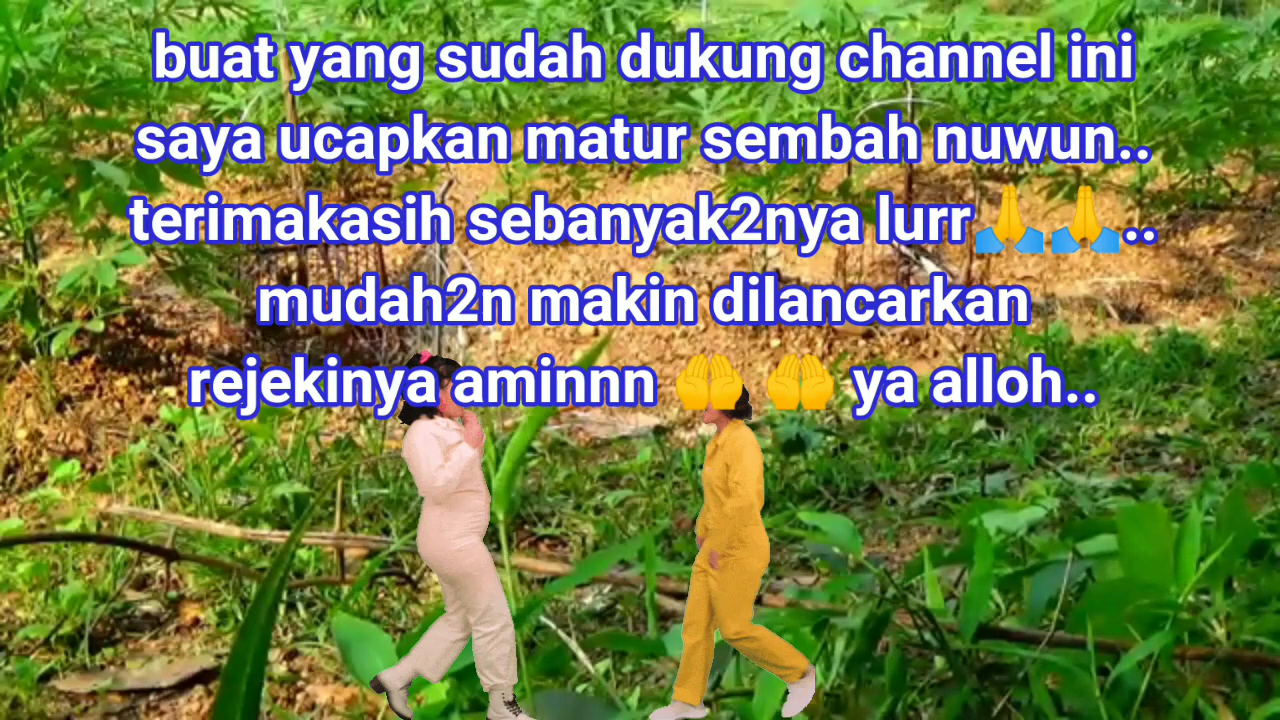 buat yang sudah dukung channel ini
saya ucapkan matur sembah nuwun..
terimakasih sebanyak2nya lurr🙏🙏..
mudah2n makin dilancarkan
rejekinya aminnn 🤲 🤲 ya alloh..